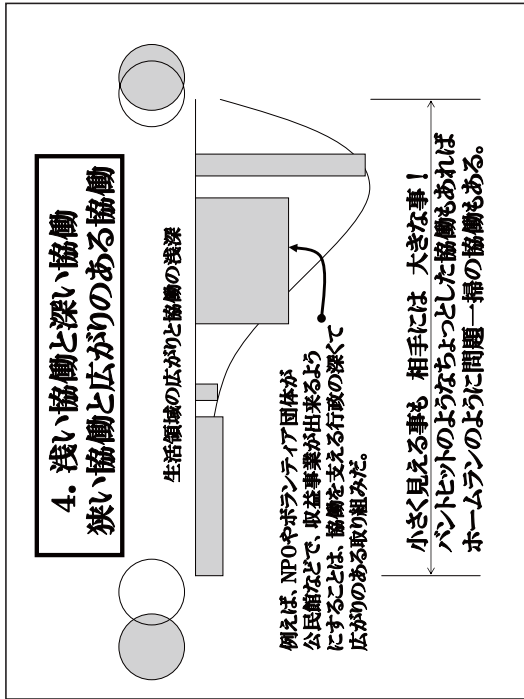 4．浅い協働と深い協働
狭い協働と広がりのある協働
生活領域の広がりと協働の浅深
例えば、NPOやボランティア団体が
公民館などで、収益事業が出来るよう
にすることは、協働を支える行政の深くて
広がりのある取り組みだ。
小さく見える事も　相手には　大きな事！
バントヒットのようなちょっとした協働もあれば
ホームランのように問題一掃の協働もある。